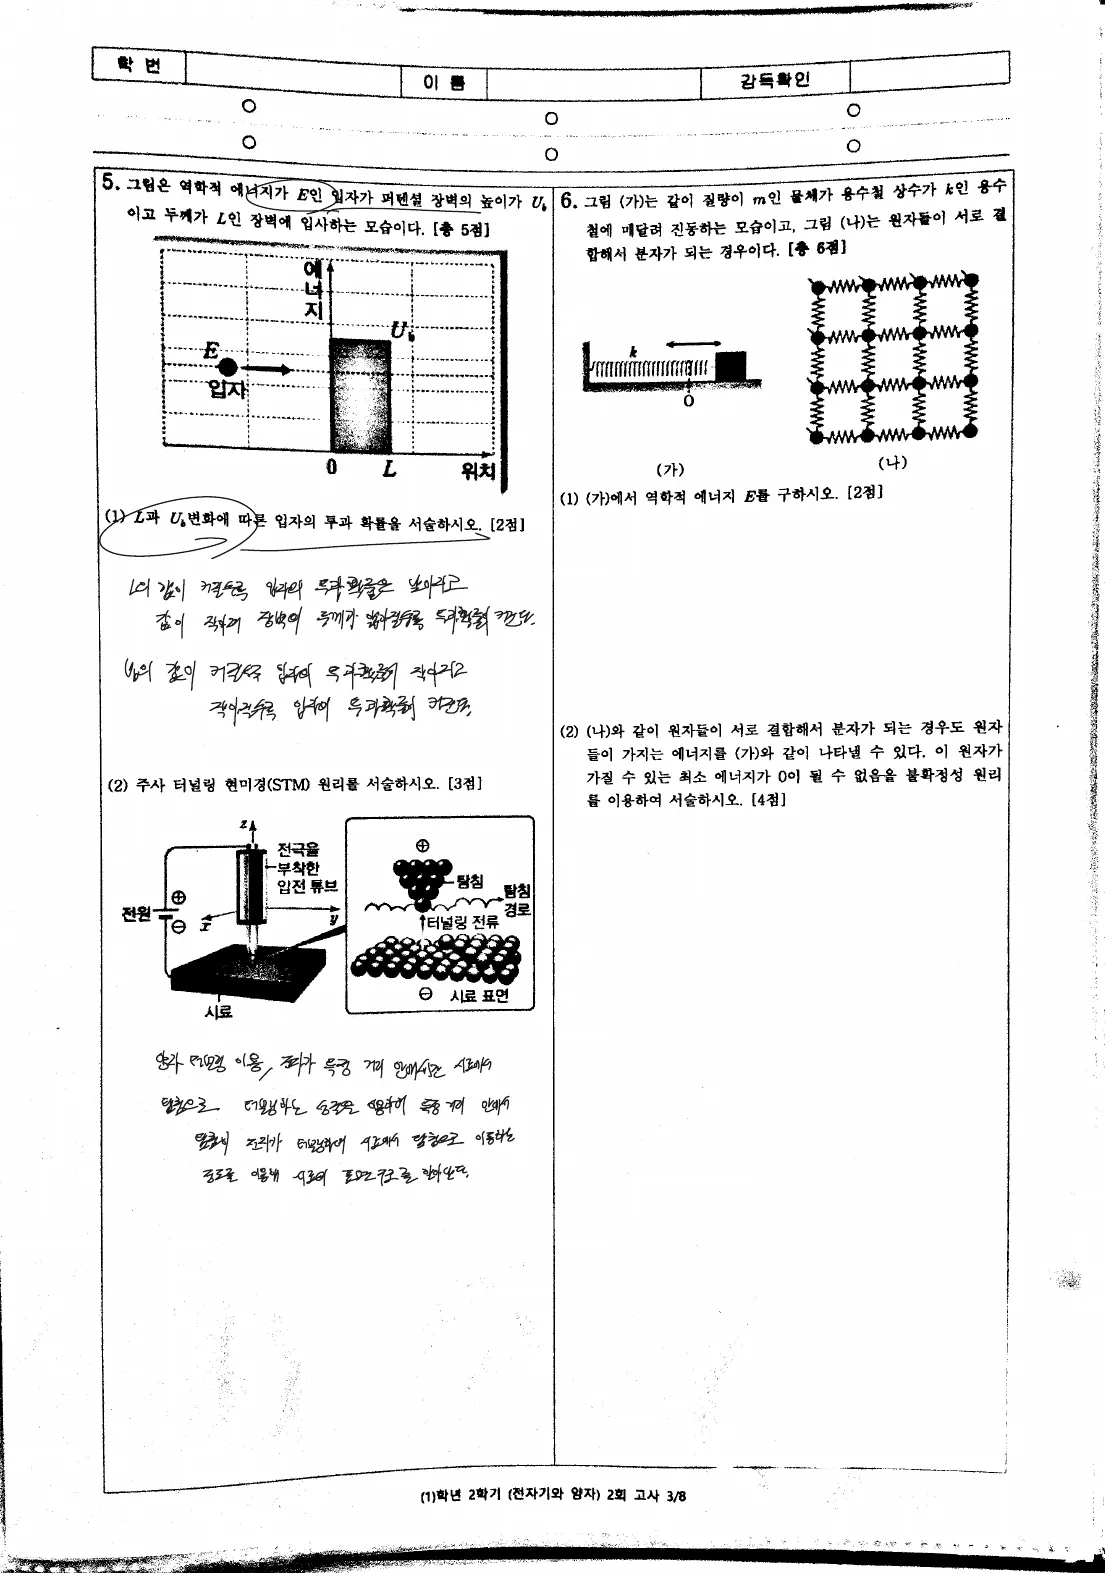 학 번
이 름
감독확인
5. 그림은 역학적 에너지가 E인 입자가 퍼텐셜 장벽의 높이가 U₀
이고 두께가 L인 장벽에 입사하는 모습이다. [총 5점]
에
너
지
U₀
E
입자
0
L
위치
(1) L과 U₀변화에 따른 입자의 투과 확률을 서술하시오. [2점]
L의 값이 커질수록 입자의 투과확률은 낮아지고
값이 작아져 장벽의 두께가 얇아질수록 투과확률이 커진다.
U₀의 값이 커질수록 입자의 투과확률이 작아지고
작아질수록 입자의 투과확률이 커진다.
(2) 주사 터널링 현미경(STM) 원리를 서술하시오. [3점]
z
전극을
부착한
압전 튜브
전원
⊕
⊖
x
y
시료
⊕
탐침
탐침
경로
터널링 전류
⊖
시료 표면
양자 터널링 이용, 전자가 특정 거리 안에 시료에서
탐침으로 터널링하는 이용하여 특정 거리 안에서
전자가 터널링하여 시료에서 탐침으로 이동하는
이용해 시료의 표면 구조를 알아낸다.
6. 그림 (가)는 같이 질량이 m인 물체가 용수철 상수가 k인 용수
철에 매달려 진동하는 모습이고, 그림 (나)는 원자들이 서로 결
합해서 분자가 되는 경우이다. [총 6점]
k
O
(가)
(나)
(1) (가)에서 역학적 에너지 E를 구하시오. [2점]
(2) (나)와 같이 원자들이 서로 결합해서 분자가 되는 경우도 원자
들이 가지는 에너지를 (가)와 같이 나타낼 수 있다. 이 원자가
가질 수 있는 최소 에너지가 0이 될 수 없음을 불확정성 원리
를 이용하여 서술하시오. [4점]
(1)학년 2학기 (전자기와 양자) 2회 고사 3/8